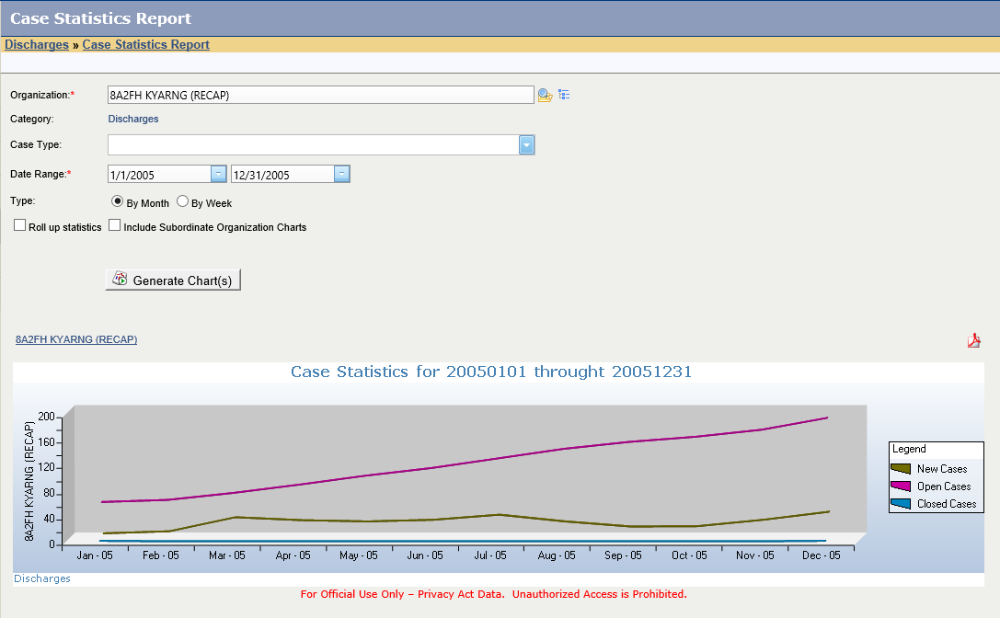 Case Statistics Report
Discharges » Case Statistics Report
Organization:* 8A2FH KYARNG (RECAP)
Category: Discharges
Case Type:
Date Range:* 1/1/2005 12/31/2005
Type: By Month By Week
Roll up statistics Include Subordinate Organization Charts
Generate Chart(s)
8A2FH KYARNG (RECAP)
Case Statistics for 20050101 throught 20051231
8A2FH KYARNG (RECAP)
200
160
120
80
40
0
Jan - 05 Feb - 05 Mar - 05 Apr - 05 May - 05 Jun - 05 Jul - 05 Aug - 05 Sep - 05 Oct - 05 Nov - 05 Dec - 05
Legend
New Cases
Open Cases
Closed Cases
Discharges
For Official Use Only – Privacy Act Data. Unauthorized Access is Prohibited.